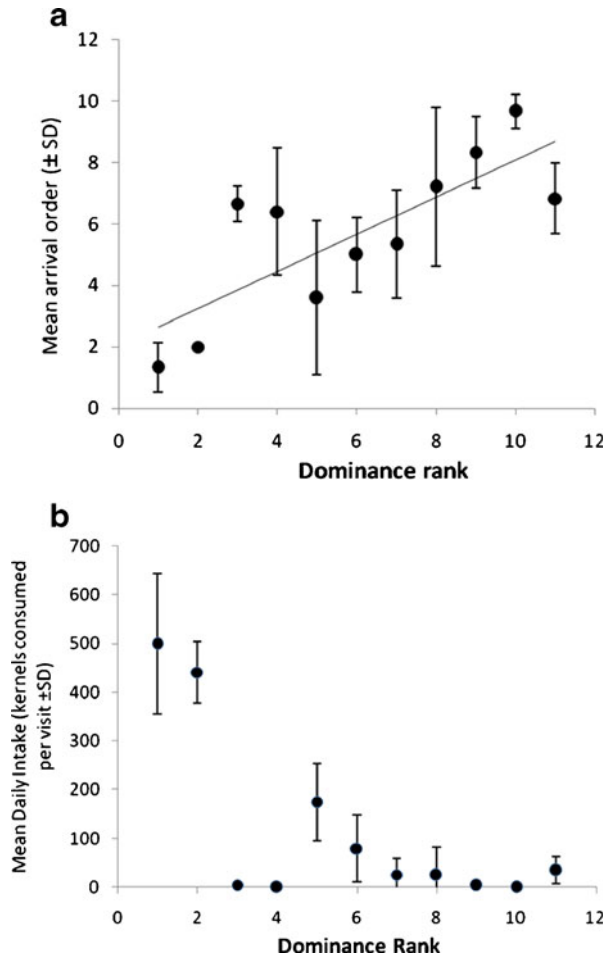 a
Mean arrival order (± SD)
12
10
8
6
4
2
0
0 2 4 6 8 10 12
Dominance rank
b
Mean Daily Intake (kernels consumed
per visit ±SD)
700
600
500
400
300
200
100
0
0 2 4 6 8 10 12
Dominance Rank